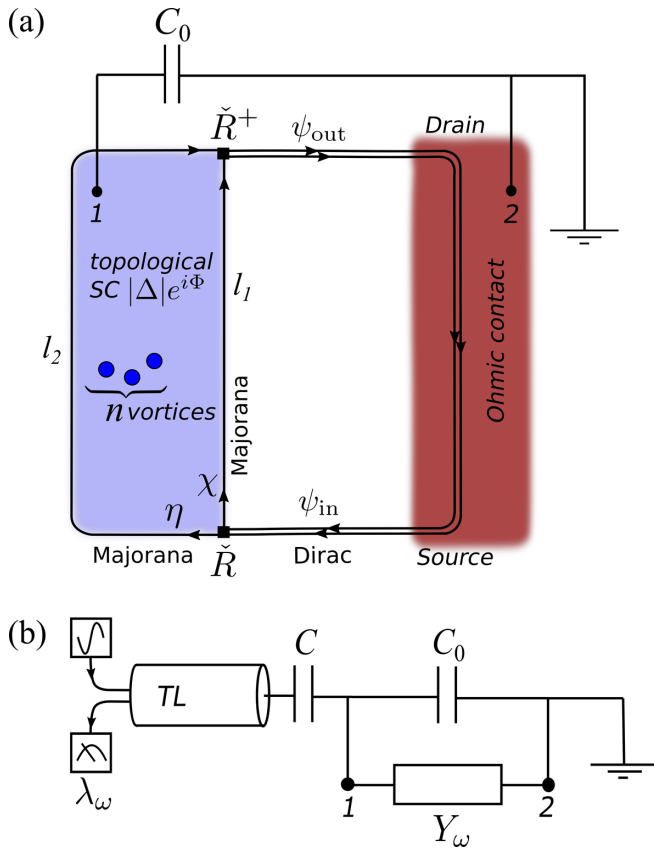 (a)
C₀
Ř⁺
ψout
Drain
1
2
topological
SC |Δ|e^{iΦ}
l₁
l₂
Ohmic contact
n vortices
Majorana
χ
ψin
η
Majorana
Ř
Dirac
Source
(b)
C
C₀
TL
λω
1
2
Yω